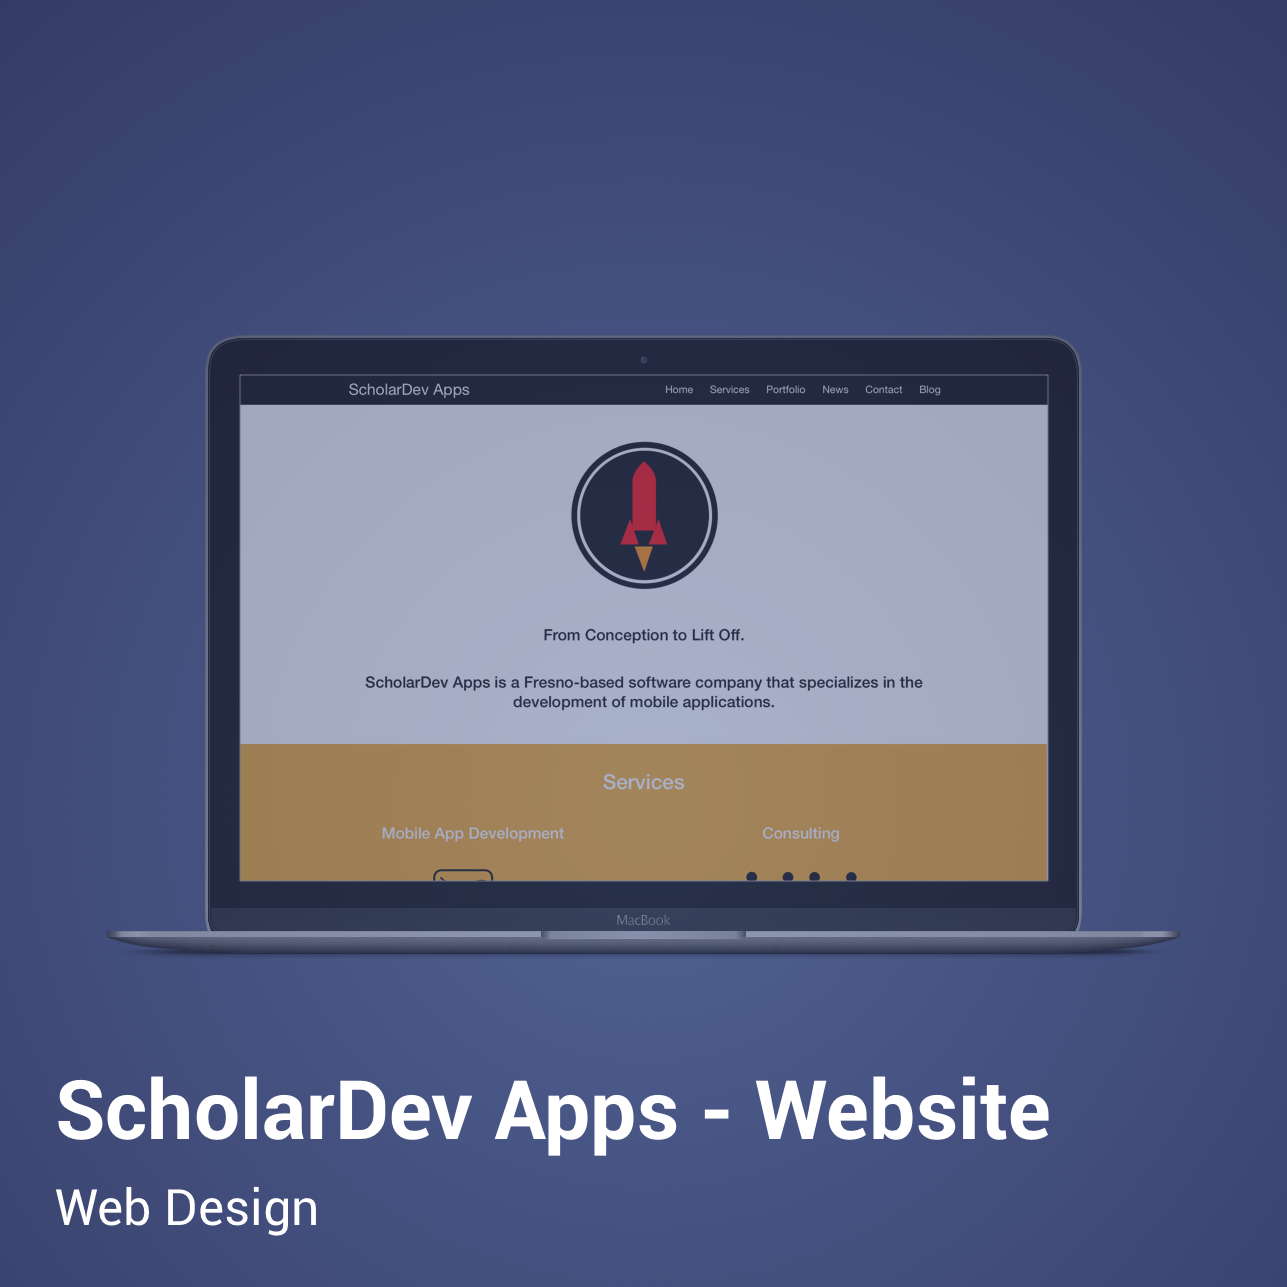 ScholarDev Apps
Home Services Portfolio News Contact Blog
From Conception to Lift Off.
ScholarDev Apps is a Fresno-based software company that specializes in the
development of mobile applications.
Services
Mobile App Development Consulting
MacBook
ScholarDev Apps - Website
Web Design